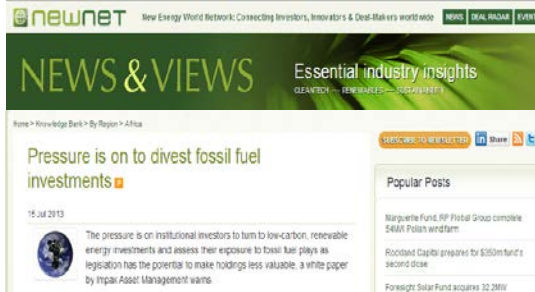 newnet
New Energy World Network: Connecting Investors, Innovators & Deal-Makers worldwide
NEWS DEAL RADAR EVENT
NEWS & VIEWS
Essential industry insights
CLEANTECH — RENEWABLES — SUSTAINABILITY
Home > Knowledge Bank > By Region > Africa
SUBSCRIBE TO NEWSLETTER in Share
Pressure is on to divest fossil fuel
investments
Popular Posts
15 Jul 2013
The pressure is on institutional investors to turn to low-carbon, renewable
energy investments and assess their exposure to fossil fuel plays as
legislation has the potential to make holdings less valuable, a white paper
by Impax Asset Management warns
Marguerite Fund, RP Global Group complete
54MW Polish windfarm
Rockland Capital prepares for $350m fund's
second close
Foresight Solar Fund acquires 32.2MW